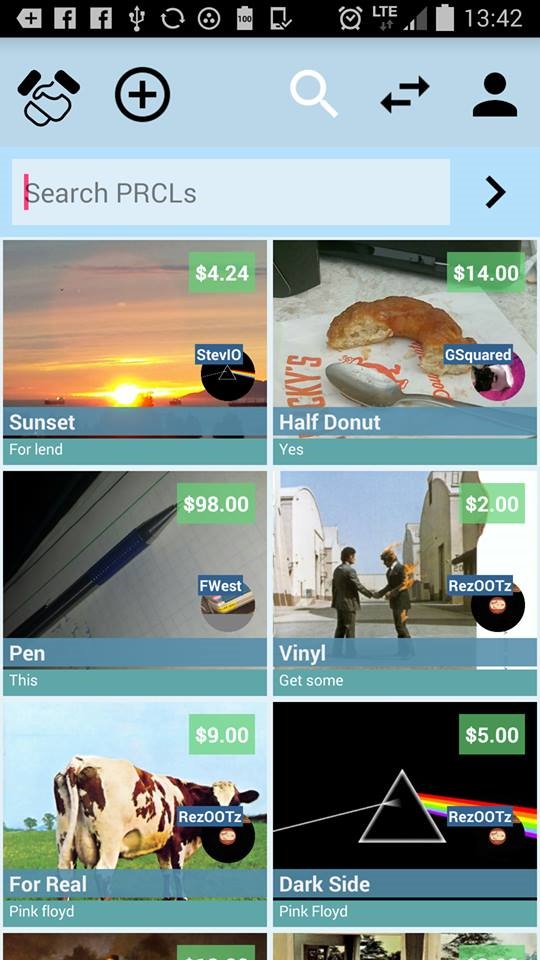 100
LTE
13:42
Search PRCLs
$4.24
StevIO
Sunset
For lend
$14.00
GSquared
Half Donut
Yes
$98.00
FWest
Pen
This
$2.00
RezOOTz
Vinyl
Get some
$9.00
RezOOTz
For Real
Pink floyd
$5.00
RezOOTz
Dark Side
Pink Floyd